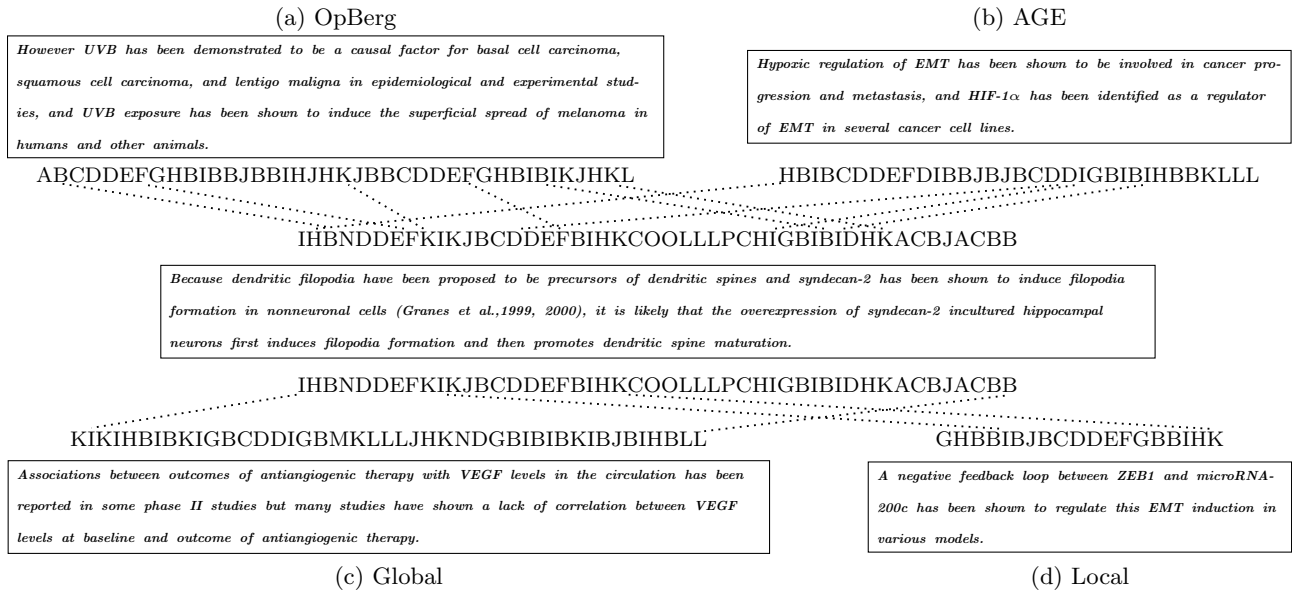 (a) OpBerg
However UVB has been demonstrated to be a causal factor for basal cell carcinoma,
squamous cell carcinoma, and lentigo maligna in epidemiological and experimental stud-
ies, and UVB exposure has been shown to induce the superficial spread of melanoma in
humans and other animals.
(b) AGE
Hypoxic regulation of EMT has been shown to be involved in cancer pro-
gression and metastasis, and HIF-1α has been identified as a regulator
of EMT in several cancer cell lines.
ABCDDEFGHBIBBJBBIHJHKJBBCDDEFGHBIBIKJHKL
HBIBCDDEFDIBBJBJBCDDIGBIBIHBBKLLL
IHBNDDEFKIKJBCDDEFBIHKCOOLLLPCHIGBIBIDHKACBJACBB
Because dendritic filopodia have been proposed to be precursors of dendritic spines and syndecan-2 has been shown to induce filopodia
formation in nonneuronal cells (Granes et al.,1999, 2000), it is likely that the overexpression of syndecan-2 incultured hippocampal
neurons first induces filopodia formation and then promotes dendritic spine maturation.
IHBNDDEFKIKJBCDDEFBIHKCOOLLLPCHIGBIBIDHKACBJACBB
KIKIHBIBKIGBCDDIGBMKLLLJHKNDGBIBIBKIBJBIHBLL
GHBBIBJBCDDEFGBBIHK
Associations between outcomes of antiangiogenic therapy with VEGF levels in the circulation has been
reported in some phase II studies but many studies have shown a lack of correlation between VEGF
levels at baseline and outcome of antiangiogenic therapy.
(c) Global
A negative feedback loop between ZEB1 and microRNA-
200c has been shown to regulate this EMT induction in
various models.
(d) Local